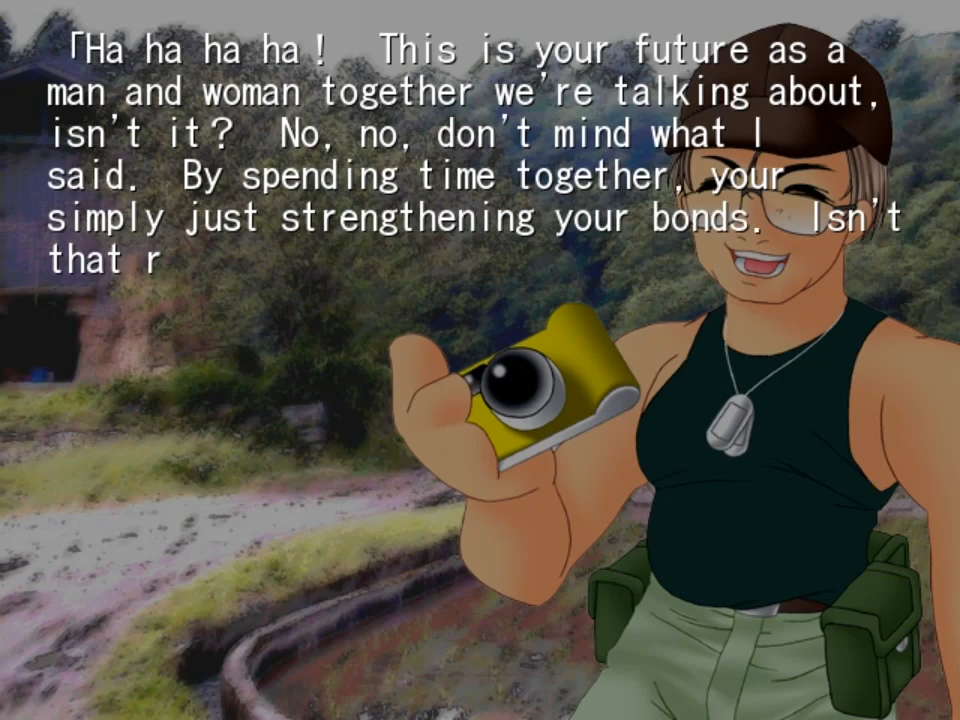 「Ha ha ha ha！ This is your future as a
man and woman together we're talking about,
isn't it？ No, no, don't mind what I
said. By spending time together, your
simply just strengthening your bonds. Isn't
that r